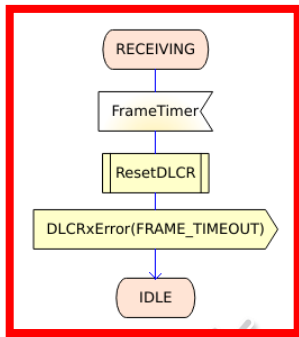 RECEIVING
FrameTimer
ResetDLCR
DLCRxError(FRAME_TIMEOUT)
IDLE